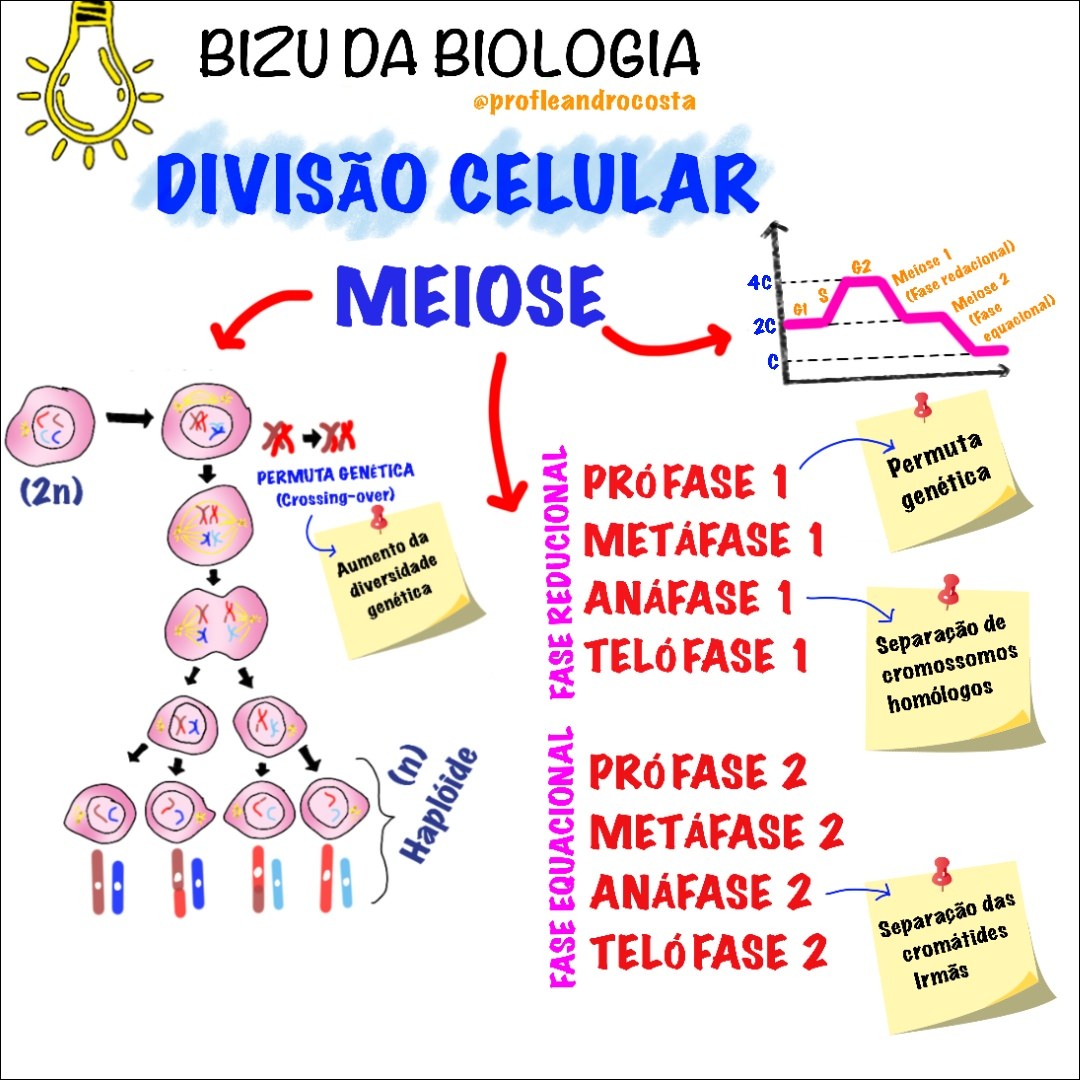 BIZU DA BIOLOGIA
@profleandrocosta
DIVISÃO CELULAR
MEIOSE
4C
2C
C
G1
S
G2
Meiose 1
(Fase redacional)
Meiose 2
(Fase
equacional)
(2n)
PERMUTA GENÉTICA
(Crossing-over)
Aumento da
diversidade
genética
(n)
Haplóide
FASE REDUCIONAL
PRÓFASE 1
METÁFASE 1
ANÁFASE 1
TELÓFASE 1
Permuta
genética
Separação de
cromossomos
homólogos
FASE EQUACIONAL
PRÓFASE 2
METÁFASE 2
ANÁFASE 2
TELÓFASE 2
Separação das
cromátides
Irmãs